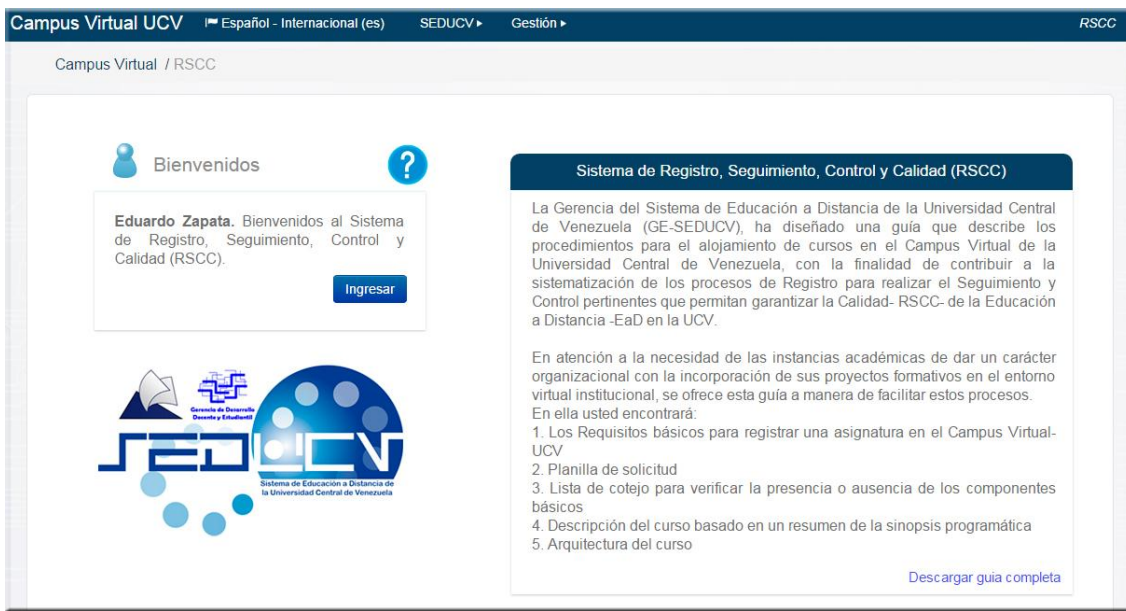 Campus Virtual UCV Español - Internacional (es) SEDUCV Gestión RSCC
Campus Virtual / RSCC
Bienvenidos
?
Eduardo Zapata. Bienvenidos al Sistema
de Registro, Seguimiento, Control y
Calidad (RSCC).
Ingresar
Gerencia de Desarrollo
Docente y Estudiantil
SEDUCV
Sistema de Educación a Distancia de
la Universidad Central de Venezuela
Sistema de Registro, Seguimiento, Control y Calidad (RSCC)
La Gerencia del Sistema de Educación a Distancia de la Universidad Central
de Venezuela (GE-SEDUCV), ha diseñado una guía que describe los
procedimientos para el alojamiento de cursos en el Campus Virtual de la
Universidad Central de Venezuela, con la finalidad de contribuir a la
sistematización de los procesos de Registro para realizar el Seguimiento y
Control pertinentes que permitan garantizar la Calidad- RSCC- de la Educación
a Distancia -EaD en la UCV.
En atención a la necesidad de las instancias académicas de dar un carácter
organizacional con la incorporación de sus proyectos formativos en el entorno
virtual institucional, se ofrece esta guía a manera de facilitar estos procesos.
En ella usted encontrará:
1. Los Requisitos básicos para registrar una asignatura en el Campus Virtual-
UCV
2. Planilla de solicitud
3. Lista de cotejo para verificar la presencia o ausencia de los componentes
básicos
4. Descripción del curso basado en un resumen de la sinopsis programática
5. Arquitectura del curso
Descargar guia completa